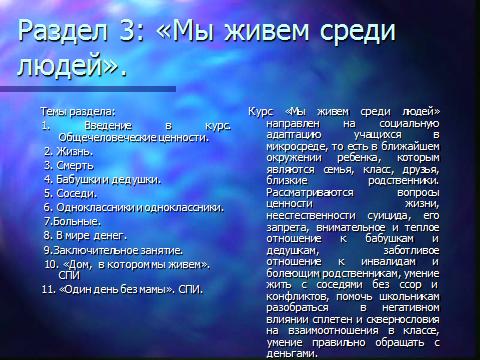 Раздел 3: «Мы живем среди
людей».
Темы раздела:
1. Введение в курс.
Общечеловеческие ценности.
2. Жизнь.
3. Смерть
4. Бабушки и дедушки.
5. Соседи.
6. Одноклассники и одноклассники.
7.Больные.
8. В мире денег.
9.Заключительное занятие.
10. «Дом, в котором мы живем».
СПИ
11. «Один день без мамы». СПИ.
Курс «Мы живем среди людей»
направлен на социальную
адаптацию учащихся в
микросреде, то есть в ближайшем
окружении ребенка, которым
являются семья, класс, друзья,
близкие родственники.
Рассматриваются вопросы
ценности жизни,
неестественности суицида, его
запрета, внимательное и теплое
отношение к бабушкам и
дедушкам, заботливое
отношение к инвалидам и
болеющим родственникам, умение
жить с соседями без ссор и
конфликтов, помочь школьникам
разобраться в негативном
влиянии сплетен и сквернословия
на взаимоотношения в классе,
умение правильно обращать с
деньгами.